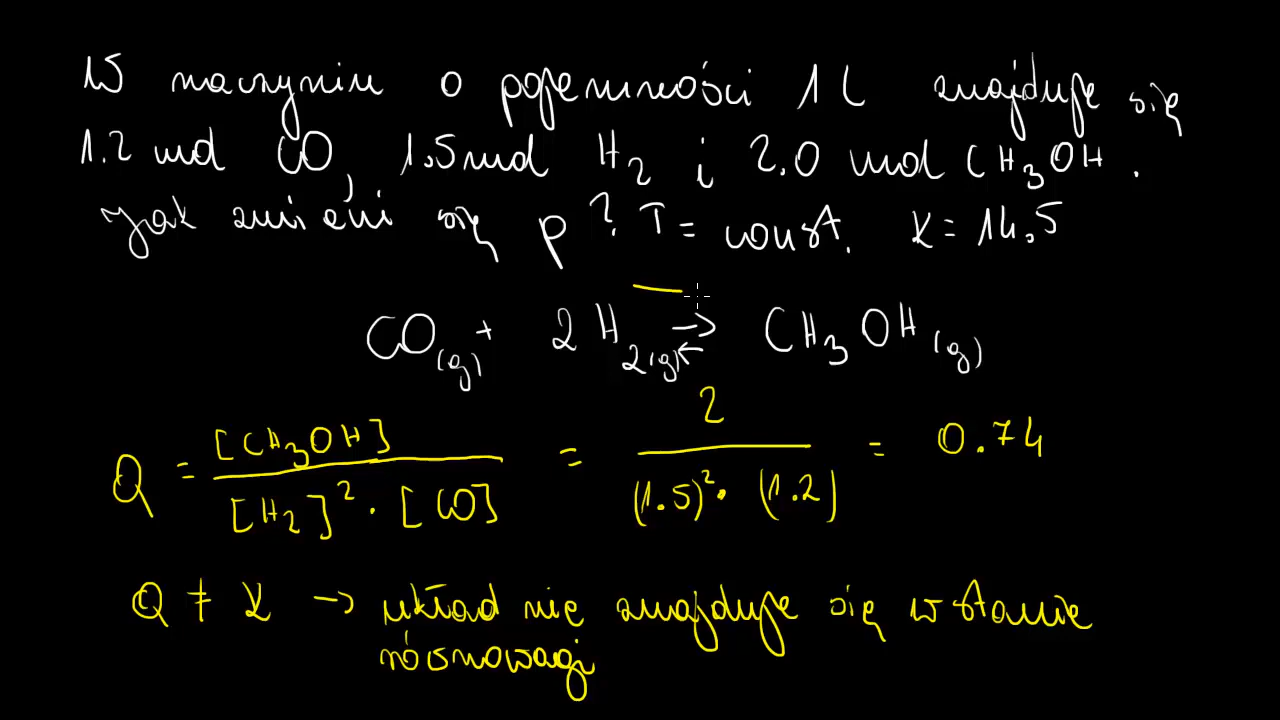 W naczyniu o pojemności 1 L znajduje się
1.2 mol CO, 1.5 mol H₂ i 2.0 mol CH₃OH.
Jak zmieni się p? T = const. K = 14.5
CO(g) + 2 H₂(g) ⇄ CH₃OH(g)
Q = [CH₃OH] / [H₂]² · [CO] = 2 / (1.5)² · (1.2) = 0.74
Q ≠ K → układ nie znajduje się w stanie
równowagi